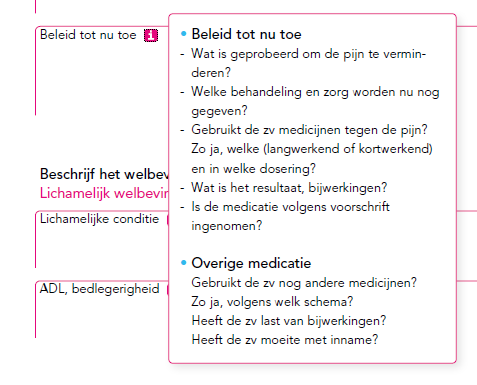 Beleid tot nu toe i
• Beleid tot nu toe
- Wat is geprobeerd om de pijn te vermin-
deren?
- Welke behandeling en zorg worden nu nog
gegeven?
- Gebruikt de zv medicijnen tegen de pijn?
Zo ja, welke (langwerkend of kortwerkend)
en in welke dosering?
- Wat is het resultaat, bijwerkingen?
- Is de medicatie volgens voorschrift
ingenomen?
• Overige medicatie
Gebruikt de zv nog andere medicijnen?
Zo ja, volgens welk schema?
Heeft de zv last van bijwerkingen?
Heeft de zv moeite met inname?
Beschrijf het welbev
Lichamelijk welbevin
Lichamelijke conditie
ADL, bedlegerigheid